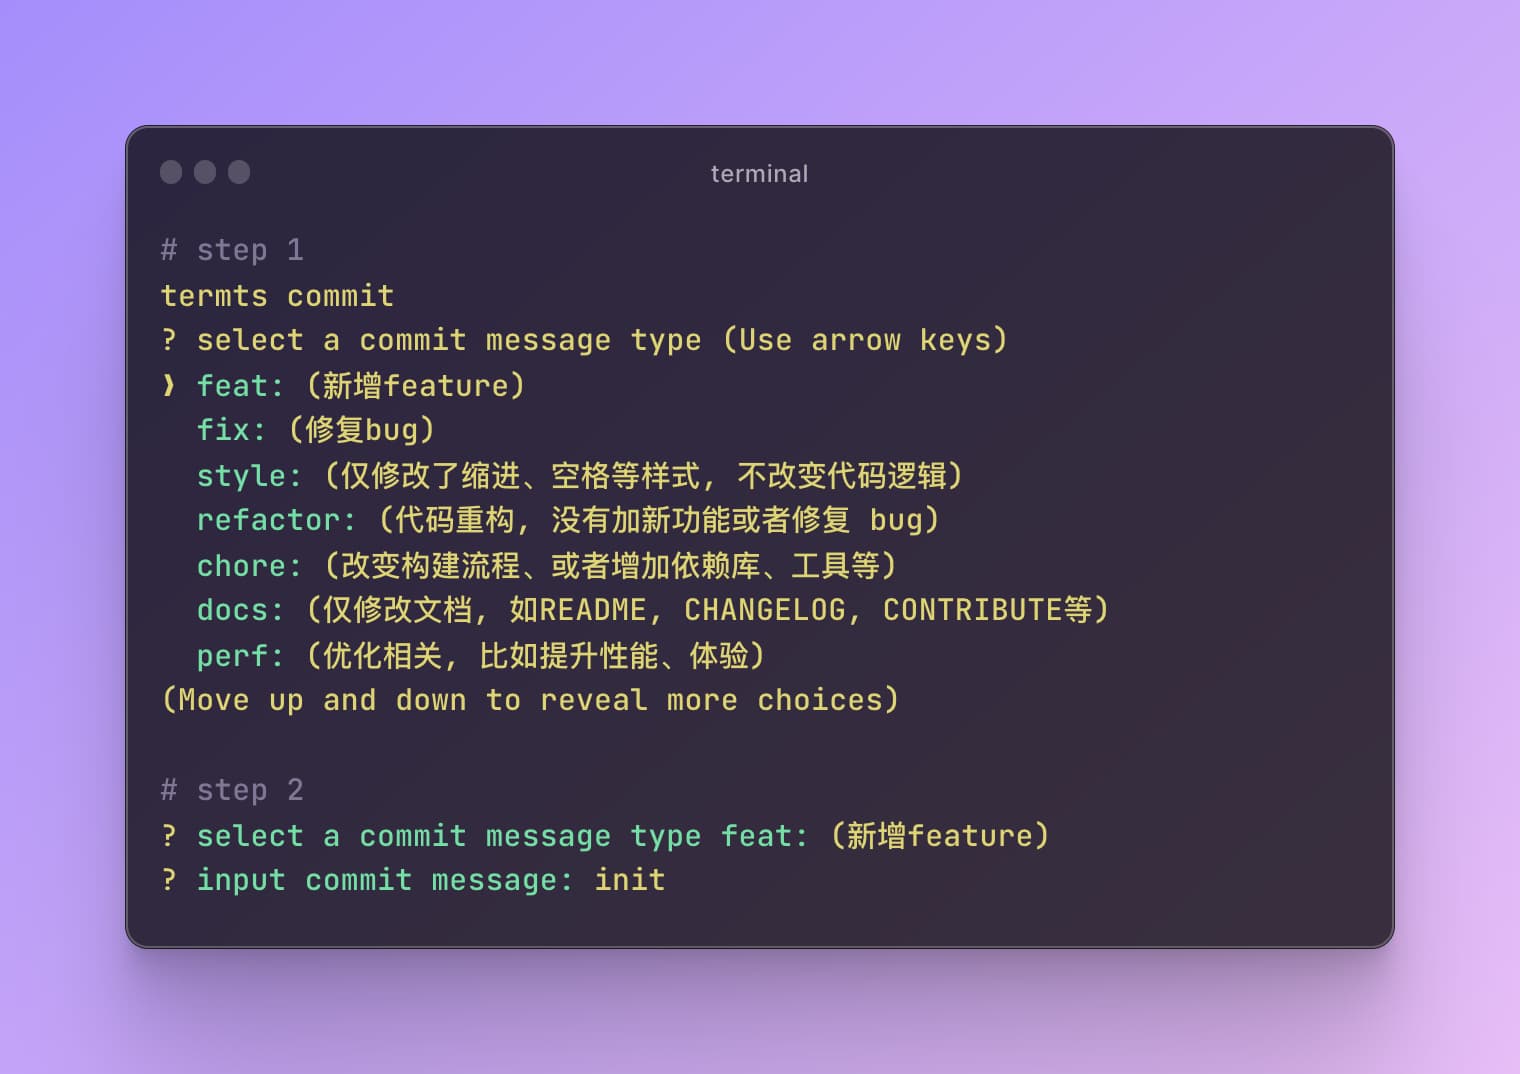 terminal
# step 1
termts commit
? select a commit message type (Use arrow keys)
❯ feat: (新增feature)
fix: (修复bug)
style: (仅修改了缩进、空格等样式, 不改变代码逻辑)
refactor: (代码重构, 没有加新功能或者修复 bug)
chore: (改变构建流程、或者增加依赖库、工具等)
docs: (仅修改文档, 如README, CHANGELOG, CONTRIBUTE等)
perf: (优化相关, 比如提升性能、体验)
(Move up and down to reveal more choices)
# step 2
? select a commit message type feat: (新增feature)
? input commit message: init